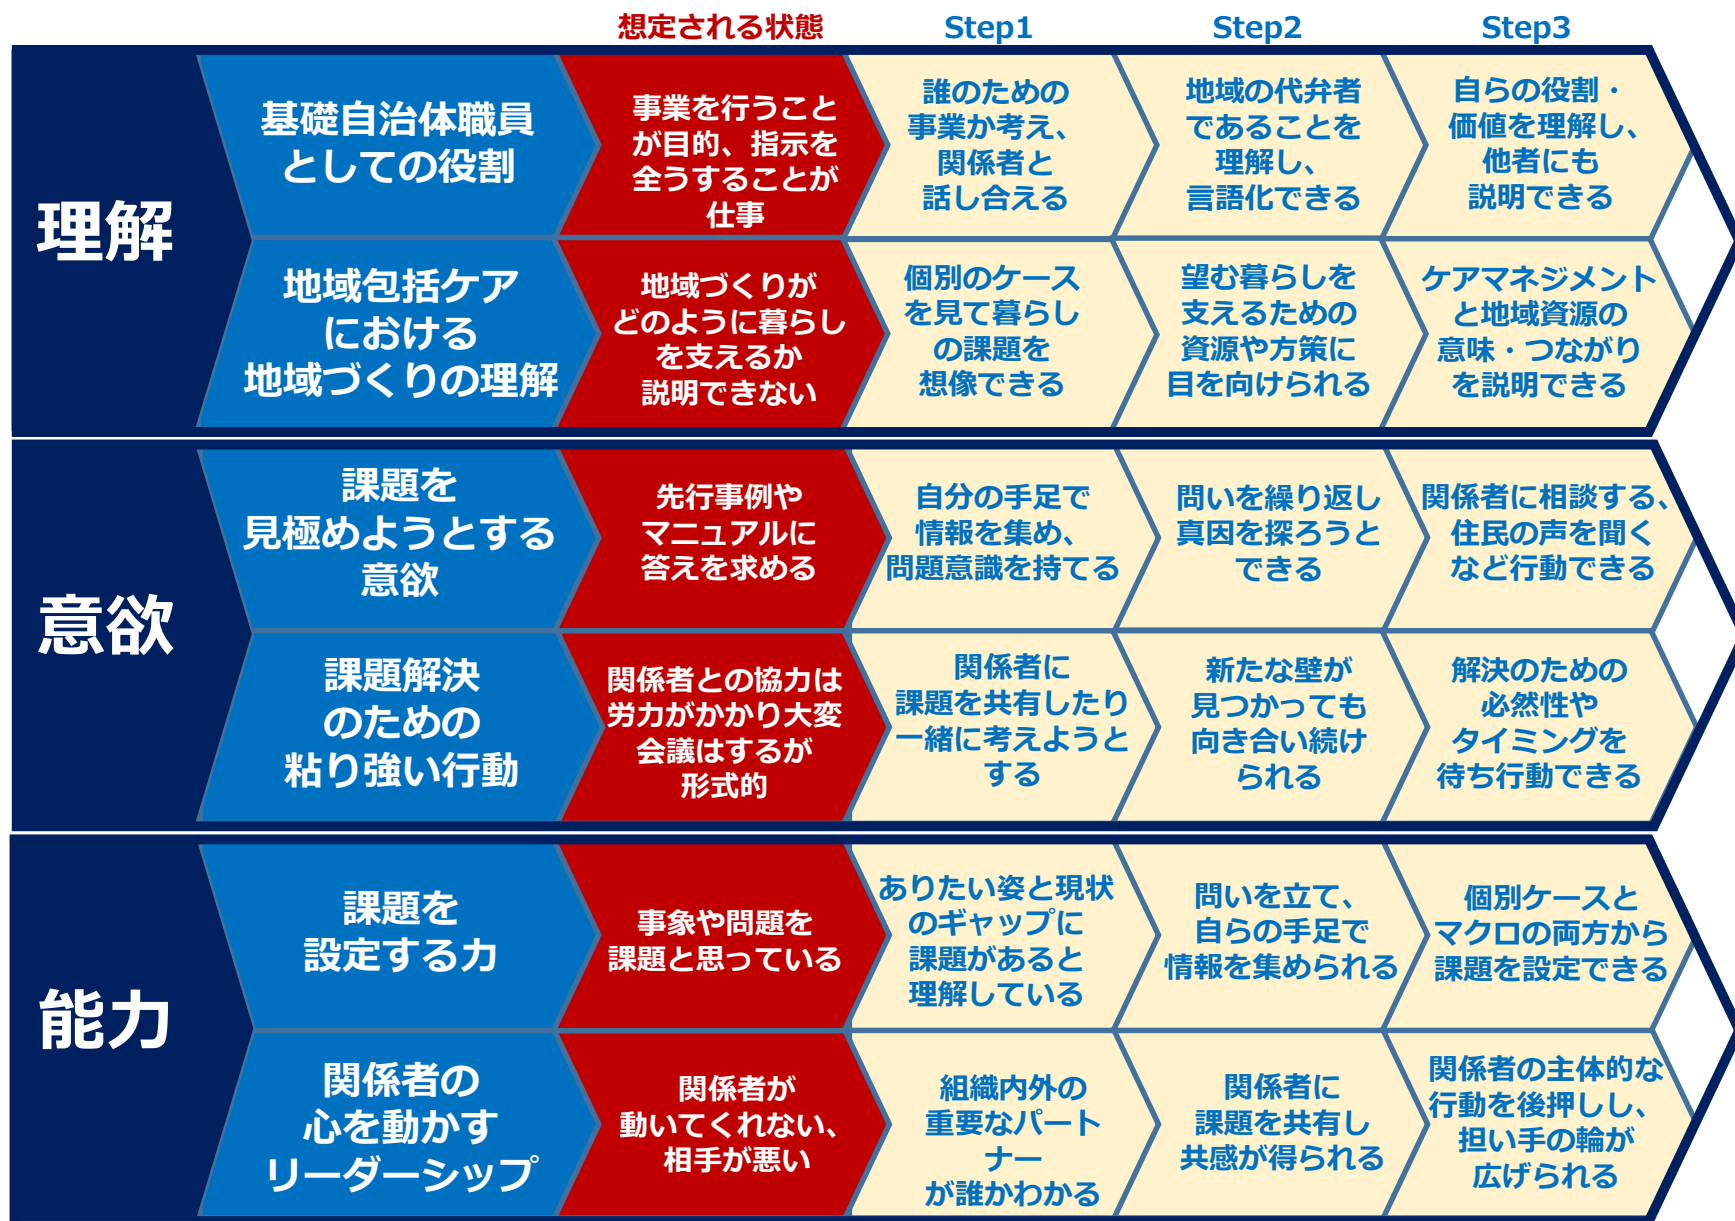 想定される状態
Step1
Step2
Step3
理解
基礎自治体職員
としての役割
事業を行うこと
が目的、指示を
全うすることが
仕事
誰のための
事業か考え、
関係者と
話し合える
地域の代弁者
であることを
理解し、
言語化できる
自らの役割・
価値を理解し、
他者にも
説明できる
地域包括ケア
における
地域づくりの理解
地域づくりが
どのように暮らし
を支えるか
説明できない
個別のケース
を見て暮らし
の課題を
想像できる
望む暮らしを
支えるための
資源や方策に
目を向けられる
ケアマネジメント
と地域資源の
意味・つながり
を説明できる
意欲
課題を
見極めようとする
意欲
先行事例や
マニュアルに
答えを求める
自分の手足で
情報を集め、
問題意識を持てる
問いを繰り返し
真因を探ろうと
できる
関係者に相談する、
住民の声を聞く
など行動できる
課題解決
のための
粘り強い行動
関係者との協力は
労力がかかり大変
会議はするが
形式的
関係者に
課題を共有したり
一緒に考えようと
する
新たな壁が
見つかっても
向き合い続け
られる
解決のための
必然性や
タイミングを
待ち行動できる
能力
課題を
設定する力
事象や問題を
課題と思っている
ありたい姿と現状
のギャップに
課題があると
理解している
問いを立て、
自らの手足で
情報を集められる
個別ケースと
マクロの両方から
課題を設定できる
関係者の
心を動かす
リーダーシップ
関係者が
動いてくれない、
相手が悪い
組織内外の
重要なパート
ナー
が誰かわかる
関係者に
課題を共有し
共感が得られる
関係者の主体的な
行動を後押しし、
担い手の輪が
広げられる